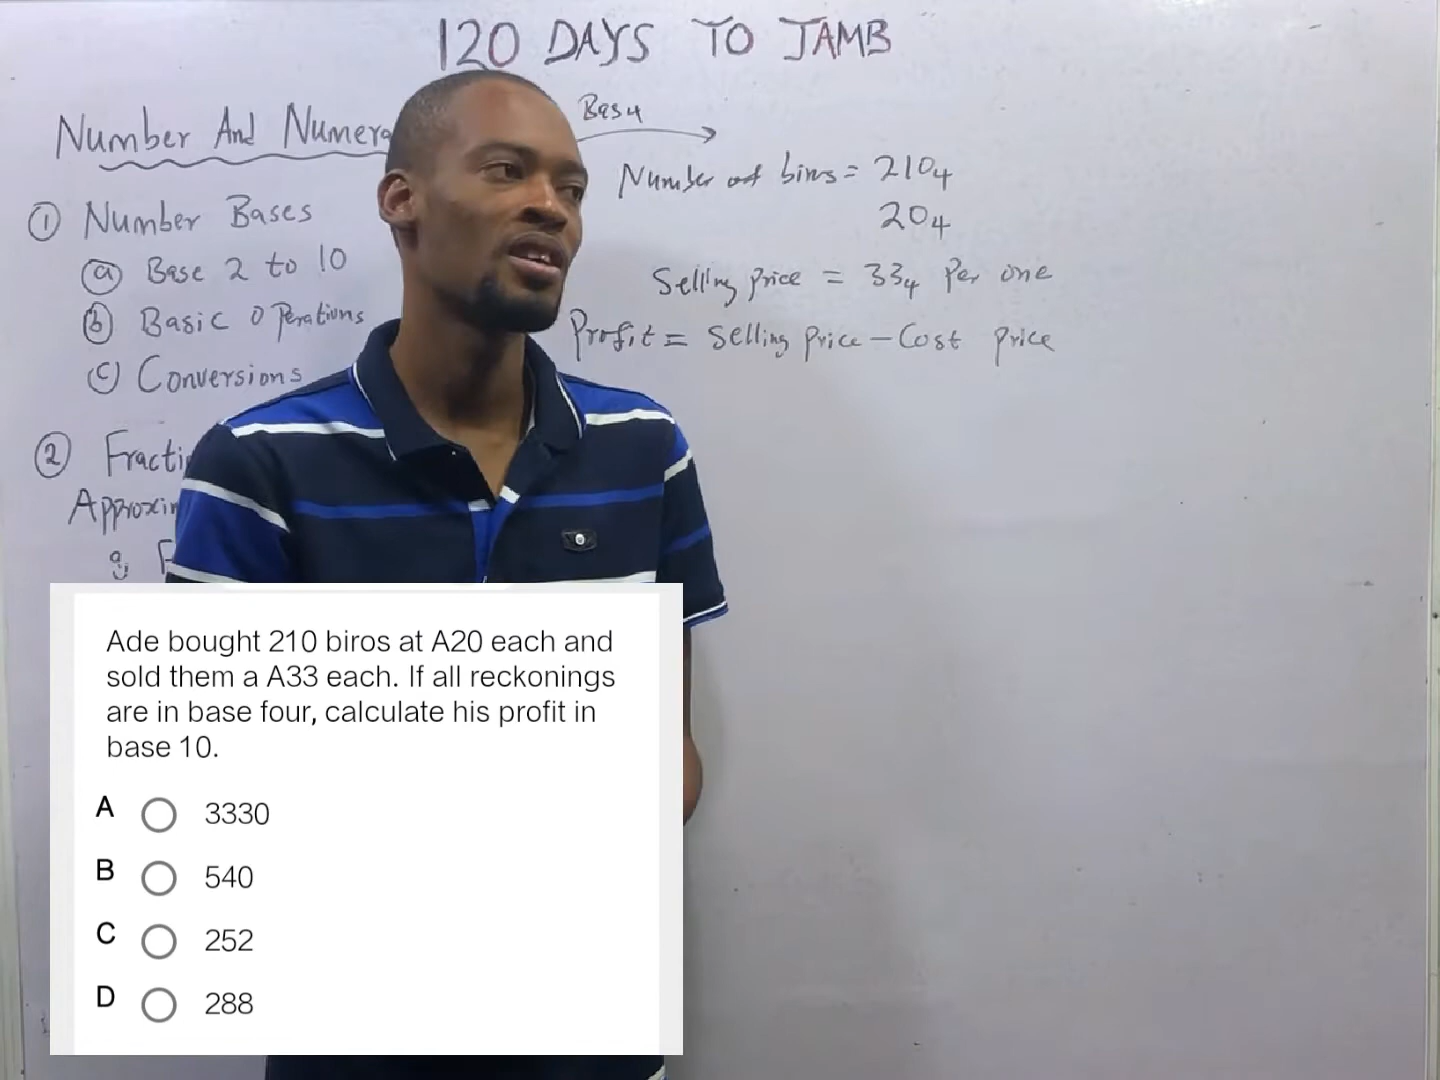 120 DAYS TO JAMB
Number And Numera
① Number Bases
(a) Base 2 to 10
(b) Basic Operations
(c) Conversions
② Fracti
Approxim
a,
Bas 4
Number of biros = 210₄
20₄
Selling price = 33₄ per one
Profit = Selling price - Cost price
Ade bought 210 biros at A20 each and
sold them a A33 each. If all reckonings
are in base four, calculate his profit in
base 10.
A 3330
B 540
C 252
D 288